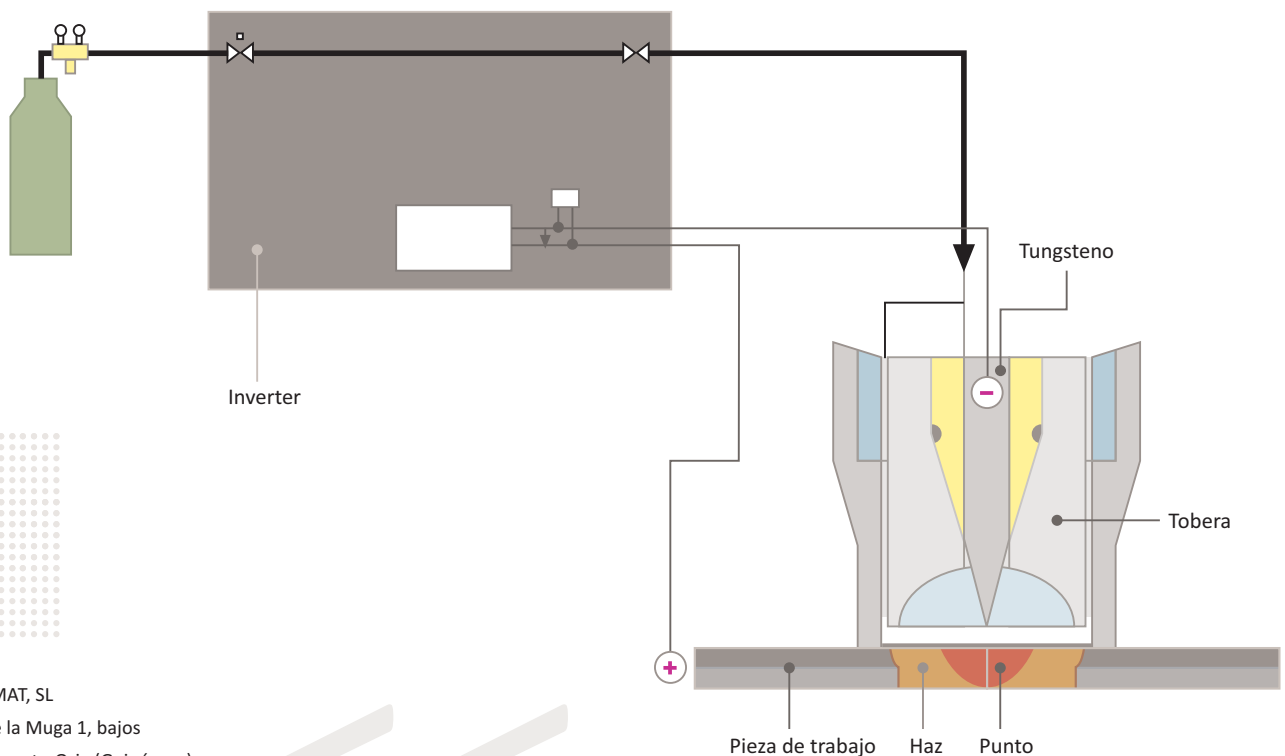 Tungsteno
Inverter
Tobera
−
+
MAT, SL
la Muga 1, bajos
Pieza de trabajo
Haz
Punto